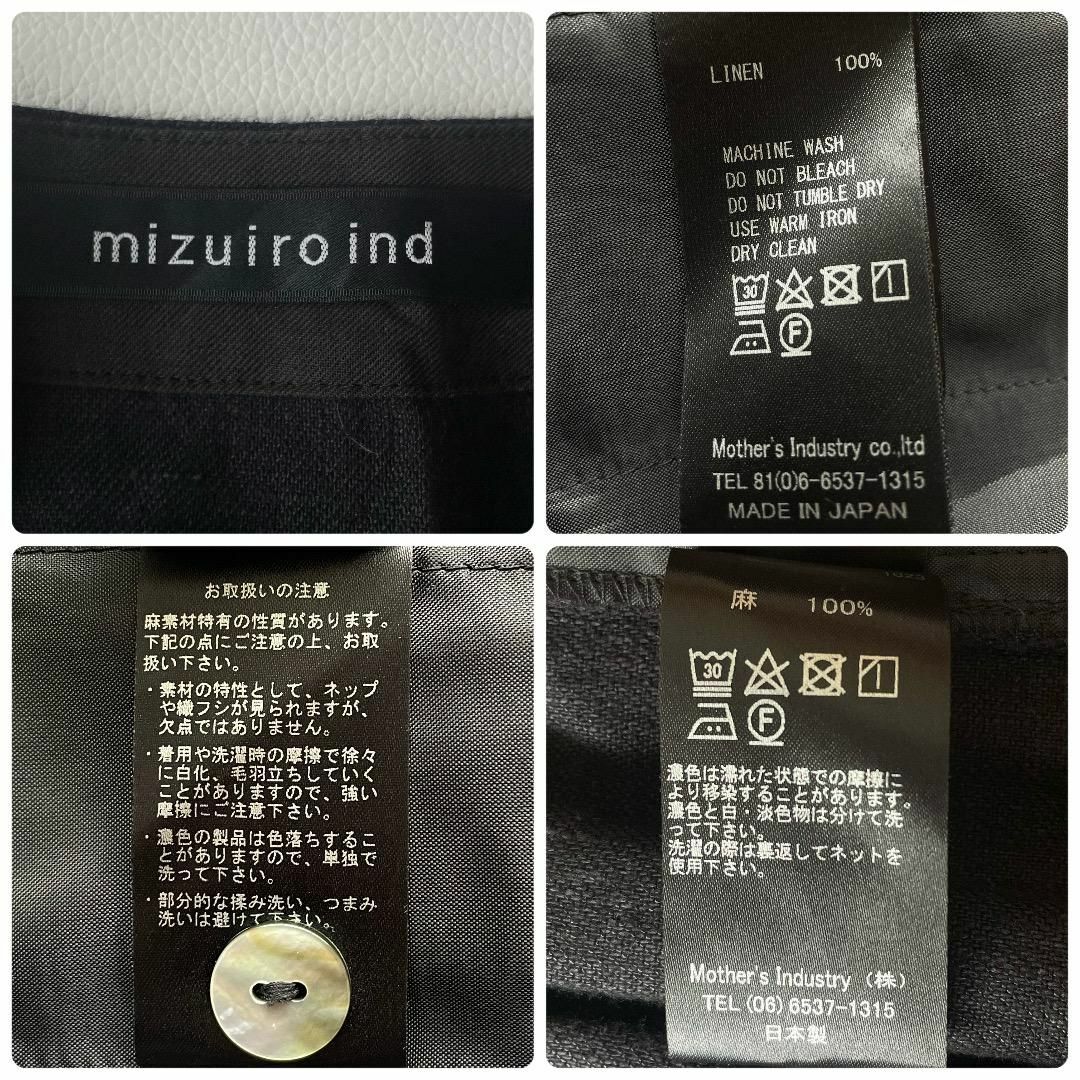 mizuiro ind
LINEN 100%
MACHINE WASH
DO NOT BLEACH
DO NOT TUMBLE DRY
USE WARM IRON
DRY CLEAN
30
F
Mother's Industry co.,ltd
TEL 81(0)6-6537-1315
MADE IN JAPAN
お取扱いの注意
麻素材特有の性質があります。
下記の点にご注意の上、お取
扱い下さい。
・素材の特性として、ネップ
や織フシが見られますが、
欠点ではありません。
・着用や洗濯時の摩擦で徐々
に白化、毛羽立ちしていく
ことがありますので、強い
摩擦にご注意下さい。
・濃色の製品は色落ちするこ
とがありますので、単独で
洗って下さい。
・部分的な揉み洗い、つまみ
洗いは避けて下さい。
麻 100%
30
F
濃色は濡れた状態での摩擦に
より移染することがあります。
濃色と白・淡色物は分けて洗
って下さい。
洗濯の際は裏返してネットを
使用下さい。
Mother's Industry (株)
TEL (06) 6537-1315
日本製